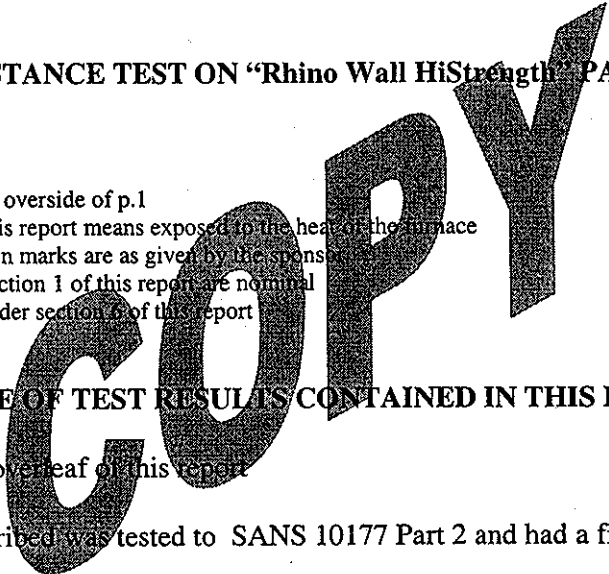 STANCE TEST ON “Rhino Wall HiStrength” PA
overside of p.1
is report means exposed to the heat of the furnace
n marks are as given by the sponsor
ction 1 of this report are nominal
der section 6 of this report
E OF TEST RESULTS CONTAINED IN THIS
overleaf of this report
ribed was tested to SANS 10177 Part 2 and had a fi
COPY